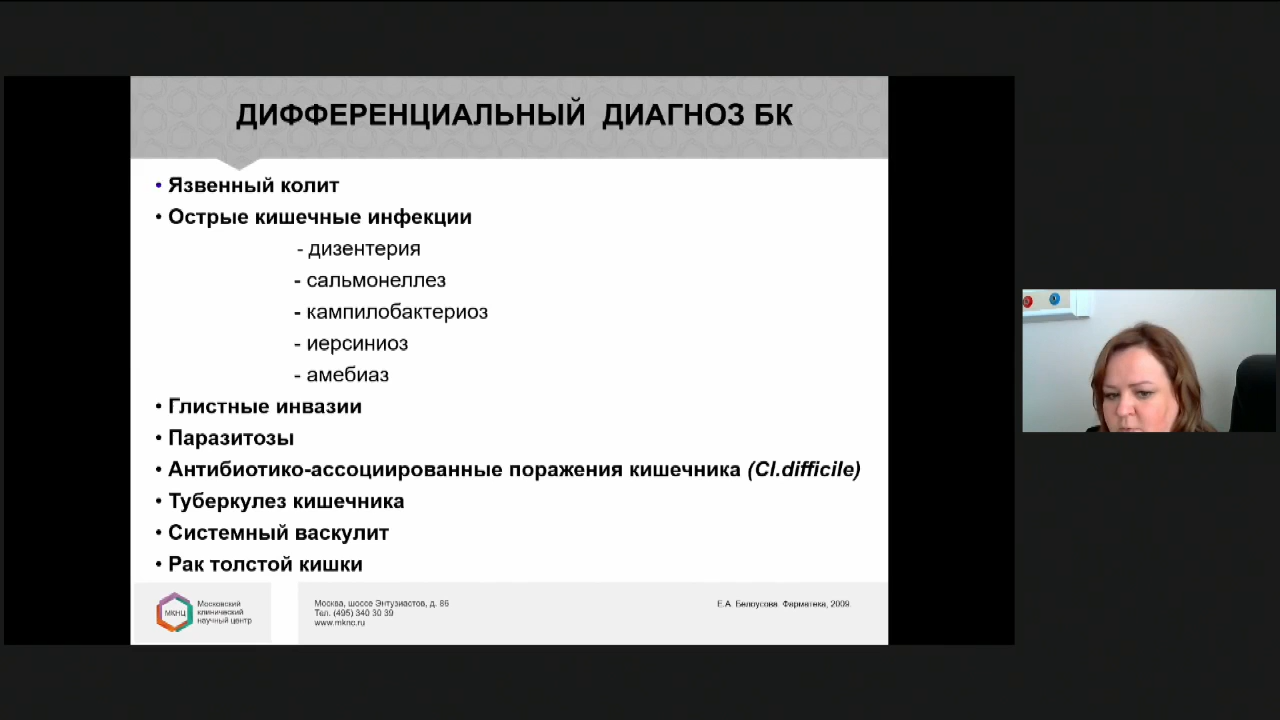 ДИФФЕРЕНЦИАЛЬНЫЙ ДИАГНОЗ БК
• Язвенный колит
• Острые кишечные инфекции
- дизентерия
- сальмонеллез
- кампилобактериоз
- иерсиниоз
- амебиаз
• Глистные инвазии
• Паразитозы
• Антибиотико-ассоциированные поражения кишечника (Cl.difficile)
• Туберкулез кишечника
• Системный васкулит
• Рак толстой кишки
МКНЦ
Московский
клинический
научный центр
Москва, шоссе Энтузиастов, д. 86
Тел. (495) 340 30 39
www.mknc.ru
Е.А. Белоусова Фарматека, 2009